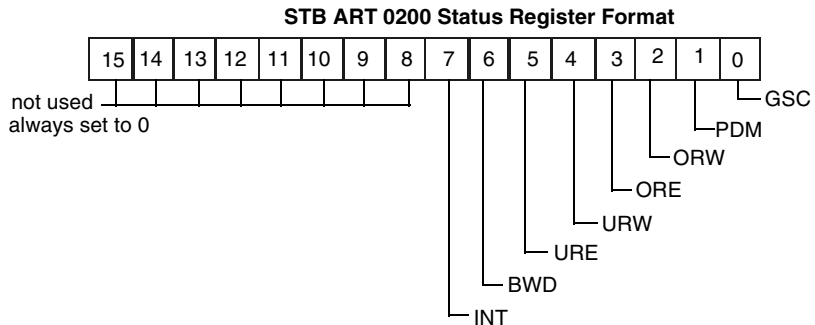 STB ART 0200 Status Register Format
15 14 13 12 11 10 9 8 7 6 5 4 3 2 1 0
not used
always set to 0
GSC
PDM
ORW
ORE
URW
URE
BWD
INT